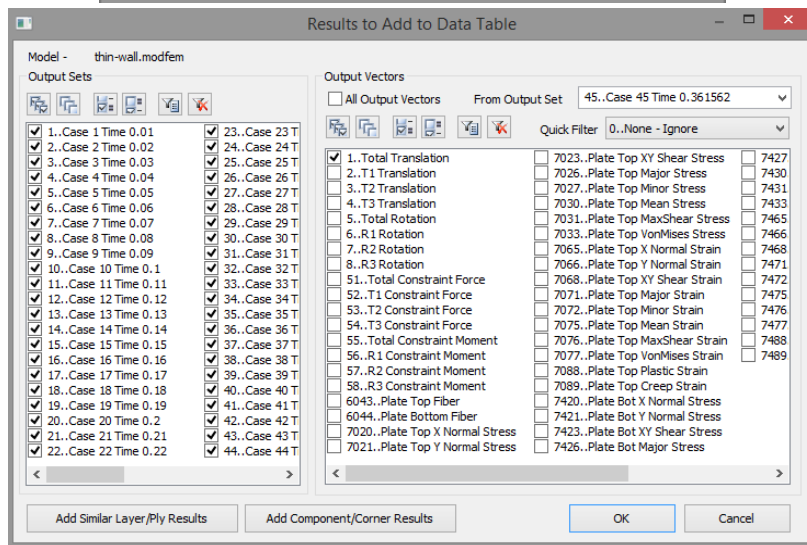 Results to Add to Data Table
Model - thin-wall.modfem
Output Sets
1..Case 1 Time 0.01
2..Case 2 Time 0.02
3..Case 3 Time 0.03
4..Case 4 Time 0.04
5..Case 5 Time 0.05
6..Case 6 Time 0.06
7..Case 7 Time 0.07
8..Case 8 Time 0.08
9..Case 9 Time 0.09
10..Case 10 Time 0.1
11..Case 11 Time 0.11
12..Case 12 Time 0.12
13..Case 13 Time 0.13
14..Case 14 Time 0.14
15..Case 15 Time 0.15
16..Case 16 Time 0.16
17..Case 17 Time 0.17
18..Case 18 Time 0.18
19..Case 19 Time 0.19
20..Case 20 Time 0.2
21..Case 21 Time 0.21
22..Case 22 Time 0.22
23..Case 23 T
24..Case 24 T
25..Case 25 T
26..Case 26 T
27..Case 27 T
28..Case 28 T
29..Case 29 T
30..Case 30 T
31..Case 31 T
32..Case 32 T
33..Case 33 T
34..Case 34 T
35..Case 35 T
36..Case 36 T
37..Case 37 T
38..Case 38 T
39..Case 39 T
40..Case 40 T
41..Case 41 T
42..Case 42 T
43..Case 43 T
44..Case 44 T
Output Vectors
All Output Vectors
From Output Set
45..Case 45 Time 0.361562
Quick Filter
0..None - Ignore
1..Total Translation
2..T1 Translation
3..T2 Translation
4..T3 Translation
5..Total Rotation
6..R1 Rotation
7..R2 Rotation
8..R3 Rotation
51..Total Constraint Force
52..T1 Constraint Force
53..T2 Constraint Force
54..T3 Constraint Force
55..Total Constraint Moment
56..R1 Constraint Moment
57..R2 Constraint Moment
58..R3 Constraint Moment
6043..Plate Top Fiber
6044..Plate Bottom Fiber
7020..Plate Top X Normal Stress
7021..Plate Top Y Normal Stress
7023..Plate Top XY Shear Stress
7026..Plate Top Major Stress
7027..Plate Top Minor Stress
7030..Plate Top Mean Stress
7031..Plate Top MaxShear Stress
7033..Plate Top VonMises Stress
7065..Plate Top X Normal Strain
7066..Plate Top Y Normal Strain
7068..Plate Top XY Shear Strain
7071..Plate Top Major Strain
7072..Plate Top Minor Strain
7075..Plate Top Mean Strain
7076..Plate Top MaxShear Strain
7077..Plate Top VonMises Strain
7088..Plate Top Plastic Strain
7089..Plate Top Creep Strain
7420..Plate Bot X Normal Stress
7421..Plate Bot Y Normal Stress
7423..Plate Bot XY Shear Stress
7426..Plate Bot Major Stress
7427
7430
7431
7433
7465
7466
7468
7471
7472
7475
7476
7477
7488
7489
Add Similar Layer/Ply Results
Add Component/Corner Results
OK
Cancel